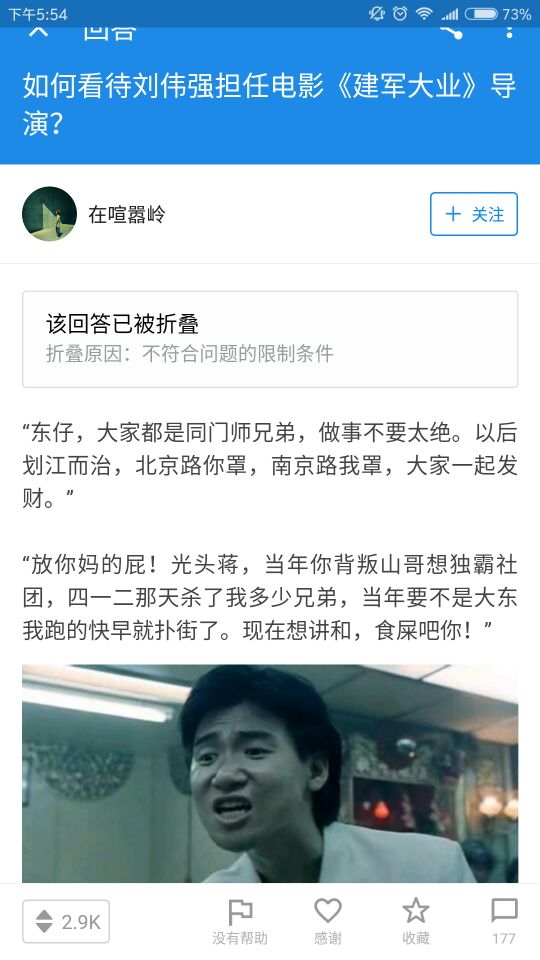 下午5:54
73%
回答
如何看待刘伟强担任电影《建军大业》导
演？
在喧嚣岭
关注
该回答已被折叠
折叠原因：不符合问题的限制条件
“东仔，大家都是同门师兄弟，做事不要太绝。以后
划江而治，北京路你罩，南京路我罩，大家一起发
财。”
“放你妈的屁！光头蒋，当年你背叛山哥想独霸社
团，四一二那天杀了我多少兄弟，当年要不是大东
我跑的快早就扑街了。现在想讲和，食屎吧你！”
2.9K
没有帮助
感谢
收藏
177